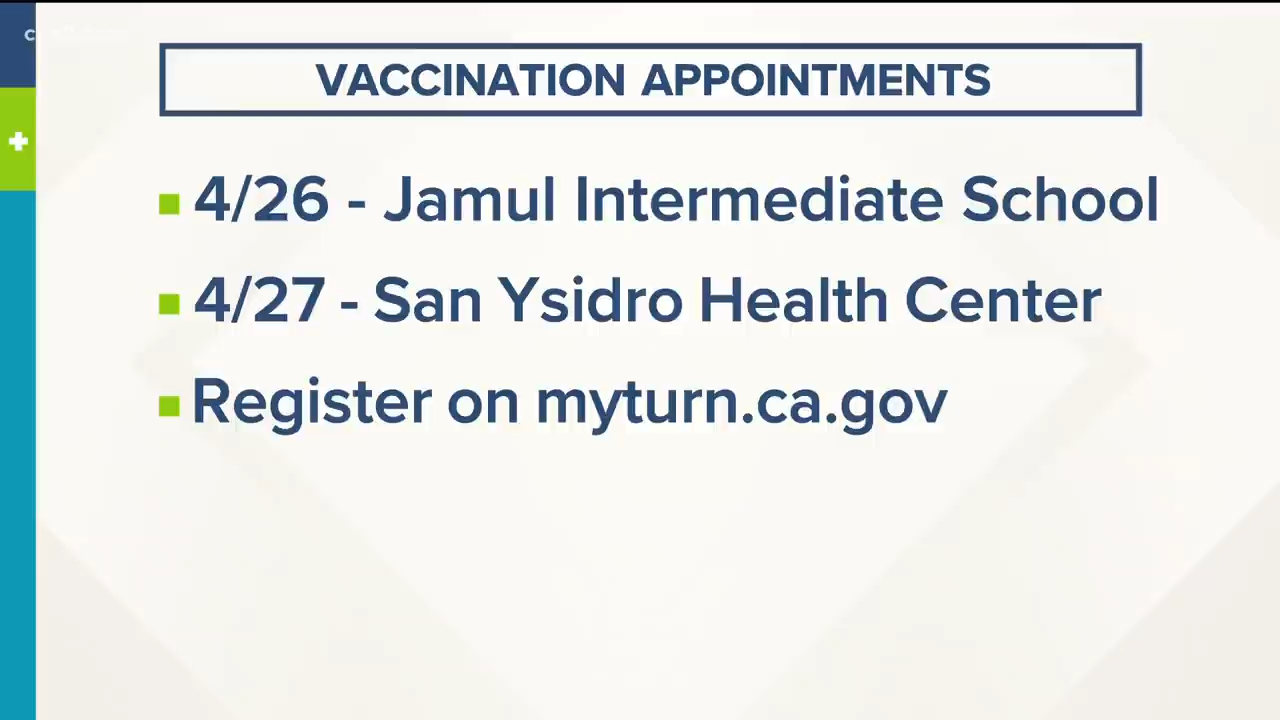 VACCINATION APPOINTMENTS
4/26 - Jamul Intermediate School
4/27 - San Ysidro Health Center
Register on myturn.ca.gov